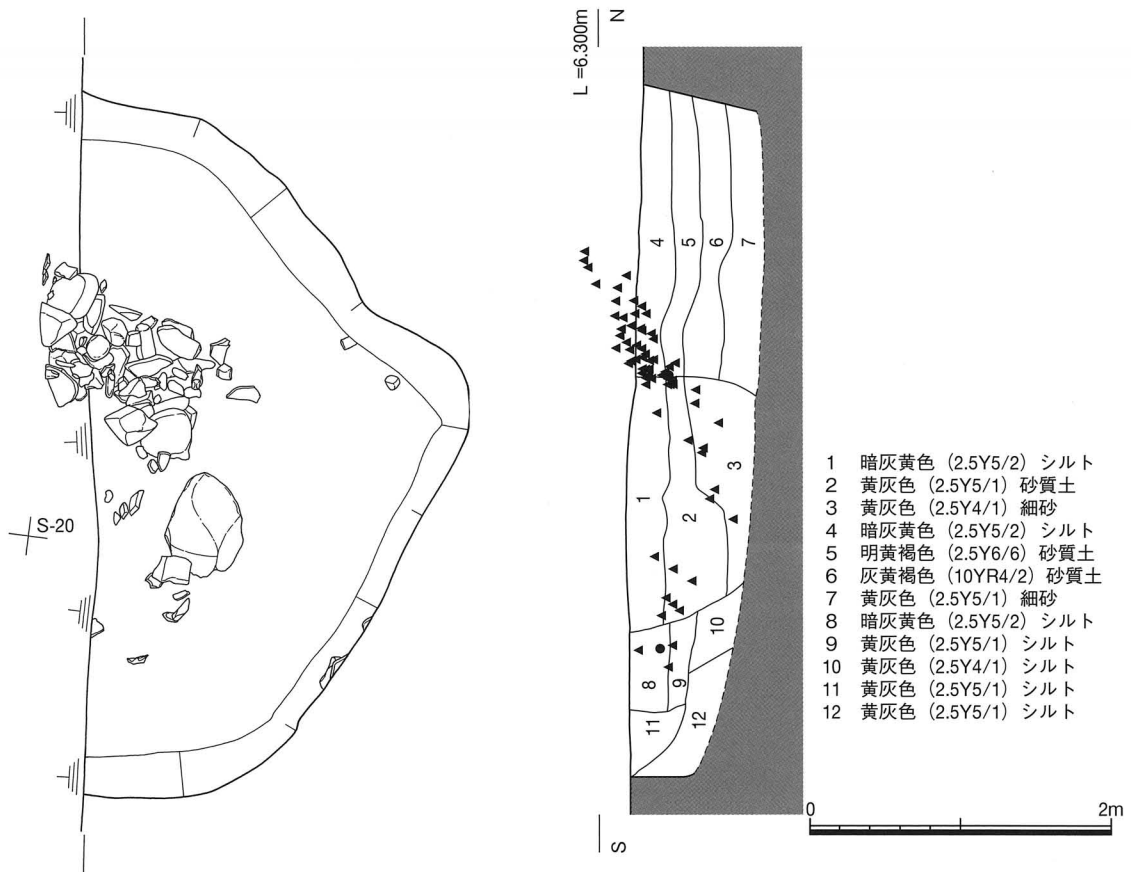 L =6.300m
N
S-20
4
5
6
7
1
2
3
8
9
10
11
12
S
1 暗灰黄色（2.5Y5/2）シルト
2 黄灰色（2.5Y5/1）砂質土
3 黄灰色（2.5Y4/1）細砂
4 暗灰黄色（2.5Y5/2）シルト
5 明黄褐色（2.5Y6/6）砂質土
6 灰黄褐色（10YR4/2）砂質土
7 黄灰色（2.5Y5/1）細砂
8 暗灰黄色（2.5Y5/2）シルト
9 黄灰色（2.5Y5/1）シルト
10 黄灰色（2.5Y4/1）シルト
11 黄灰色（2.5Y5/1）シルト
12 黄灰色（2.5Y5/1）シルト
0 2m